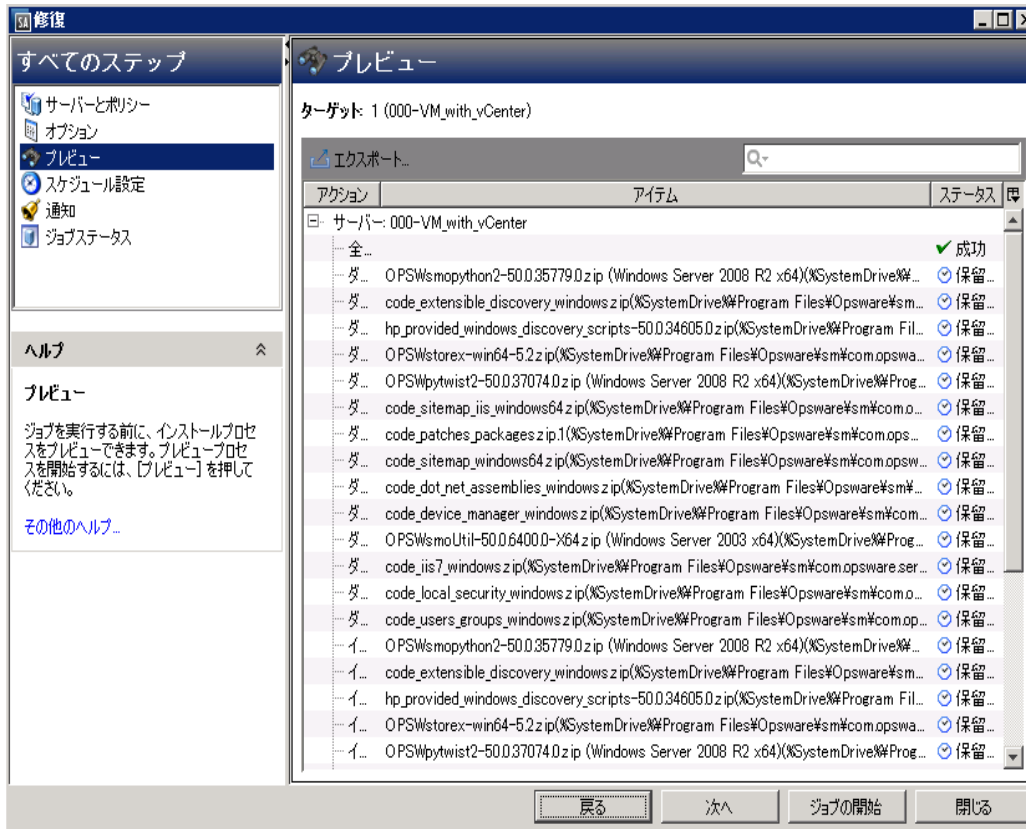 SA 修復
すべてのステップ
サーバーとポリシー
オプション
プレビュー
スケジュール設定
通知
ジョブステータス
ヘルプ
プレビュー
ジョブを実行する前に、インストールプロセ
スをプレビューできます。プレビュープロセ
スを開始するには、[プレビュー] を押して
ください。
その他のヘルプ...
プレビュー
ターゲット: 1 (000-VM_with_vCenter)
エクスポート...
アクション アイテム ステータス
サーバー: 000-VM_with_vCenter
全... 成功
ダ... OPSWsmopython2-50.0.35779.0.zip (Windows Server 2008 R2 x64)(%SystemDrive%¥... 保留...
ダ... code_extensible_discovery_windows.zip(%SystemDrive%¥Program Files¥Opsware¥sm... 保留...
ダ... hp_provided_windows_discovery_scripts-50.0.34605.0.zip(%SystemDrive%¥Program Fil... 保留...
ダ... OPSWstorex-win64-5.2.zip(%SystemDrive%¥Program Files¥Opsware¥sm¥com.opswa... 保留...
ダ... OPSWpytwist2-50.0.37074.0.zip (Windows Server 2008 R2 x64)(%SystemDrive%¥Prog... 保留...
ダ... code_sitemap_iis_windows64.zip(%SystemDrive%¥Program Files¥Opsware¥sm¥com.o... 保留...
ダ... code_patches_packages.zip.1(%SystemDrive%¥Program Files¥Opsware¥sm¥com.ops... 保留...
ダ... code_sitemap_windows64.zip(%SystemDrive%¥Program Files¥Opsware¥sm¥com.opsw... 保留...
ダ... code_dot_net_assemblies_windows.zip(%SystemDrive%¥Program Files¥Opsware¥sm¥... 保留...
ダ... code_device_manager_windows.zip(%SystemDrive%¥Program Files¥Opsware¥sm¥com... 保留...
ダ... OPSWsmoUtil-50.0.6400.0-X64.zip (Windows Server 2003 x64)(%SystemDrive%¥Prog... 保留...
ダ... code_iis7_windows.zip(%SystemDrive%¥Program Files¥Opsware¥sm¥com.opsware.ser... 保留...
ダ... code_local_security_windows.zip(%SystemDrive%¥Program Files¥Opsware¥sm¥com.o... 保留...
ダ... code_users_groups_windows.zip(%SystemDrive%¥Program Files¥Opsware¥sm¥com.op... 保留...
イ... OPSWsmopython2-50.0.35779.0.zip (Windows Server 2008 R2 x64)(%SystemDrive%¥... 保留...
イ... code_extensible_discovery_windows.zip(%SystemDrive%¥Program Files¥Opsware¥sm... 保留...
イ... hp_provided_windows_discovery_scripts-50.0.34605.0.zip(%SystemDrive%¥Program Fil... 保留...
イ... OPSWstorex-win64-5.2.zip(%SystemDrive%¥Program Files¥Opsware¥sm¥com.opswa... 保留...
イ... OPSWpytwist2-50.0.37074.0.zip (Windows Server 2008 R2 x64)(%SystemDrive%¥Prog... 保留...
戻る 次へ ジョブの開始 閉じる